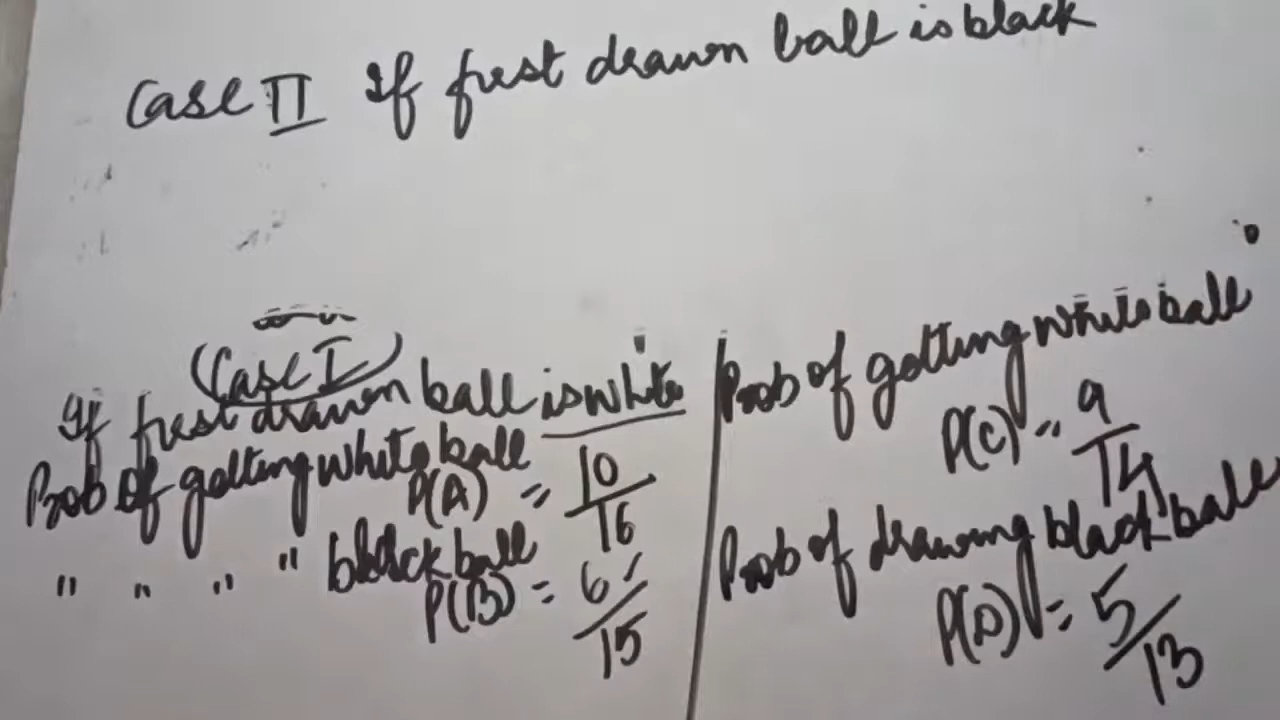 Case II If first drawn ball is black
(Case I)
If first drawn ball is white
Prob of getting white ball
P(A) = 10/16
" " " " black ball
P(B) = 6/15
Prob of getting white ball
P(C) = 9/14
Prob of drawing black ball
P(D) = 5/13